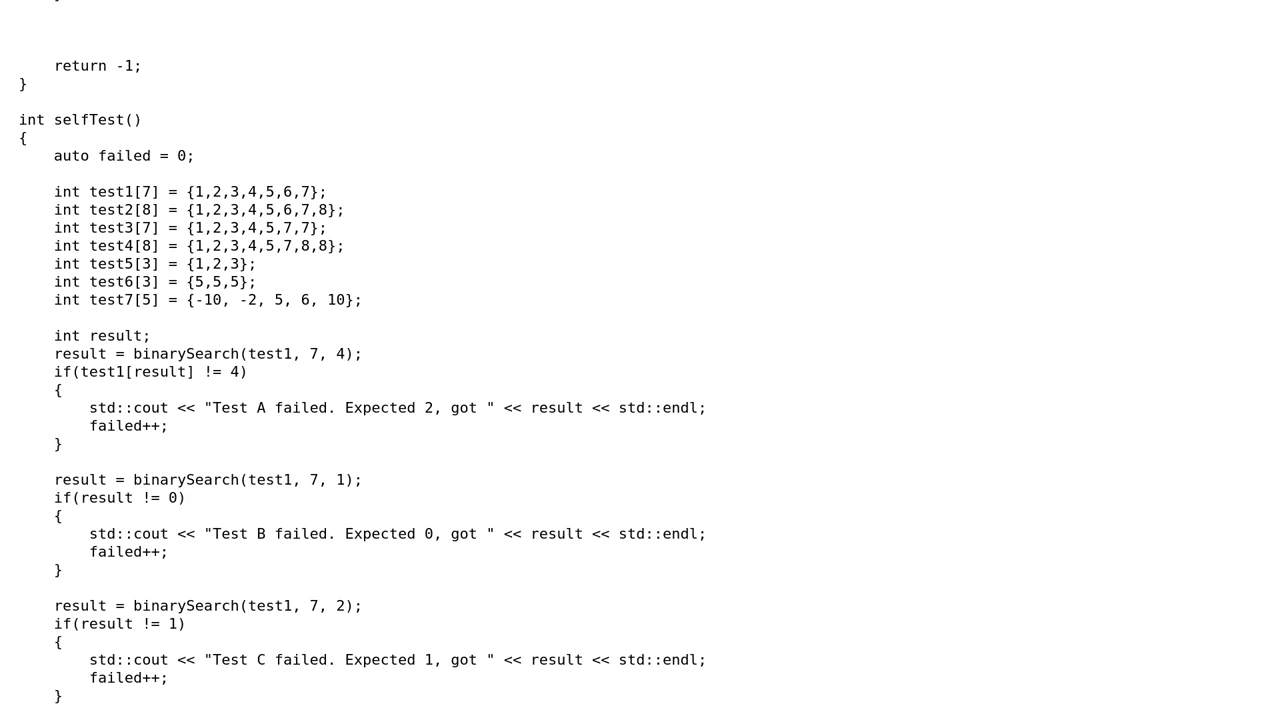 return -1;
}

int selfTest()
{
    auto failed = 0;

    int test1[7] = {1,2,3,4,5,6,7};
    int test2[8] = {1,2,3,4,5,6,7,8};
    int test3[7] = {1,2,3,4,5,7,7};
    int test4[8] = {1,2,3,4,5,7,8,8};
    int test5[3] = {1,2,3};
    int test6[3] = {5,5,5};
    int test7[5] = {-10, -2, 5, 6, 10};

    int result;
    result = binarySearch(test1, 7, 4);
    if(test1[result] != 4)
    {
        std::cout << "Test A failed. Expected 2, got " << result << std::endl;
        failed++;
    }

    result = binarySearch(test1, 7, 1);
    if(result != 0)
    {
        std::cout << "Test B failed. Expected 0, got " << result << std::endl;
        failed++;
    }

    result = binarySearch(test1, 7, 2);
    if(result != 1)
    {
        std::cout << "Test C failed. Expected 1, got " << result << std::endl;
        failed++;
    }